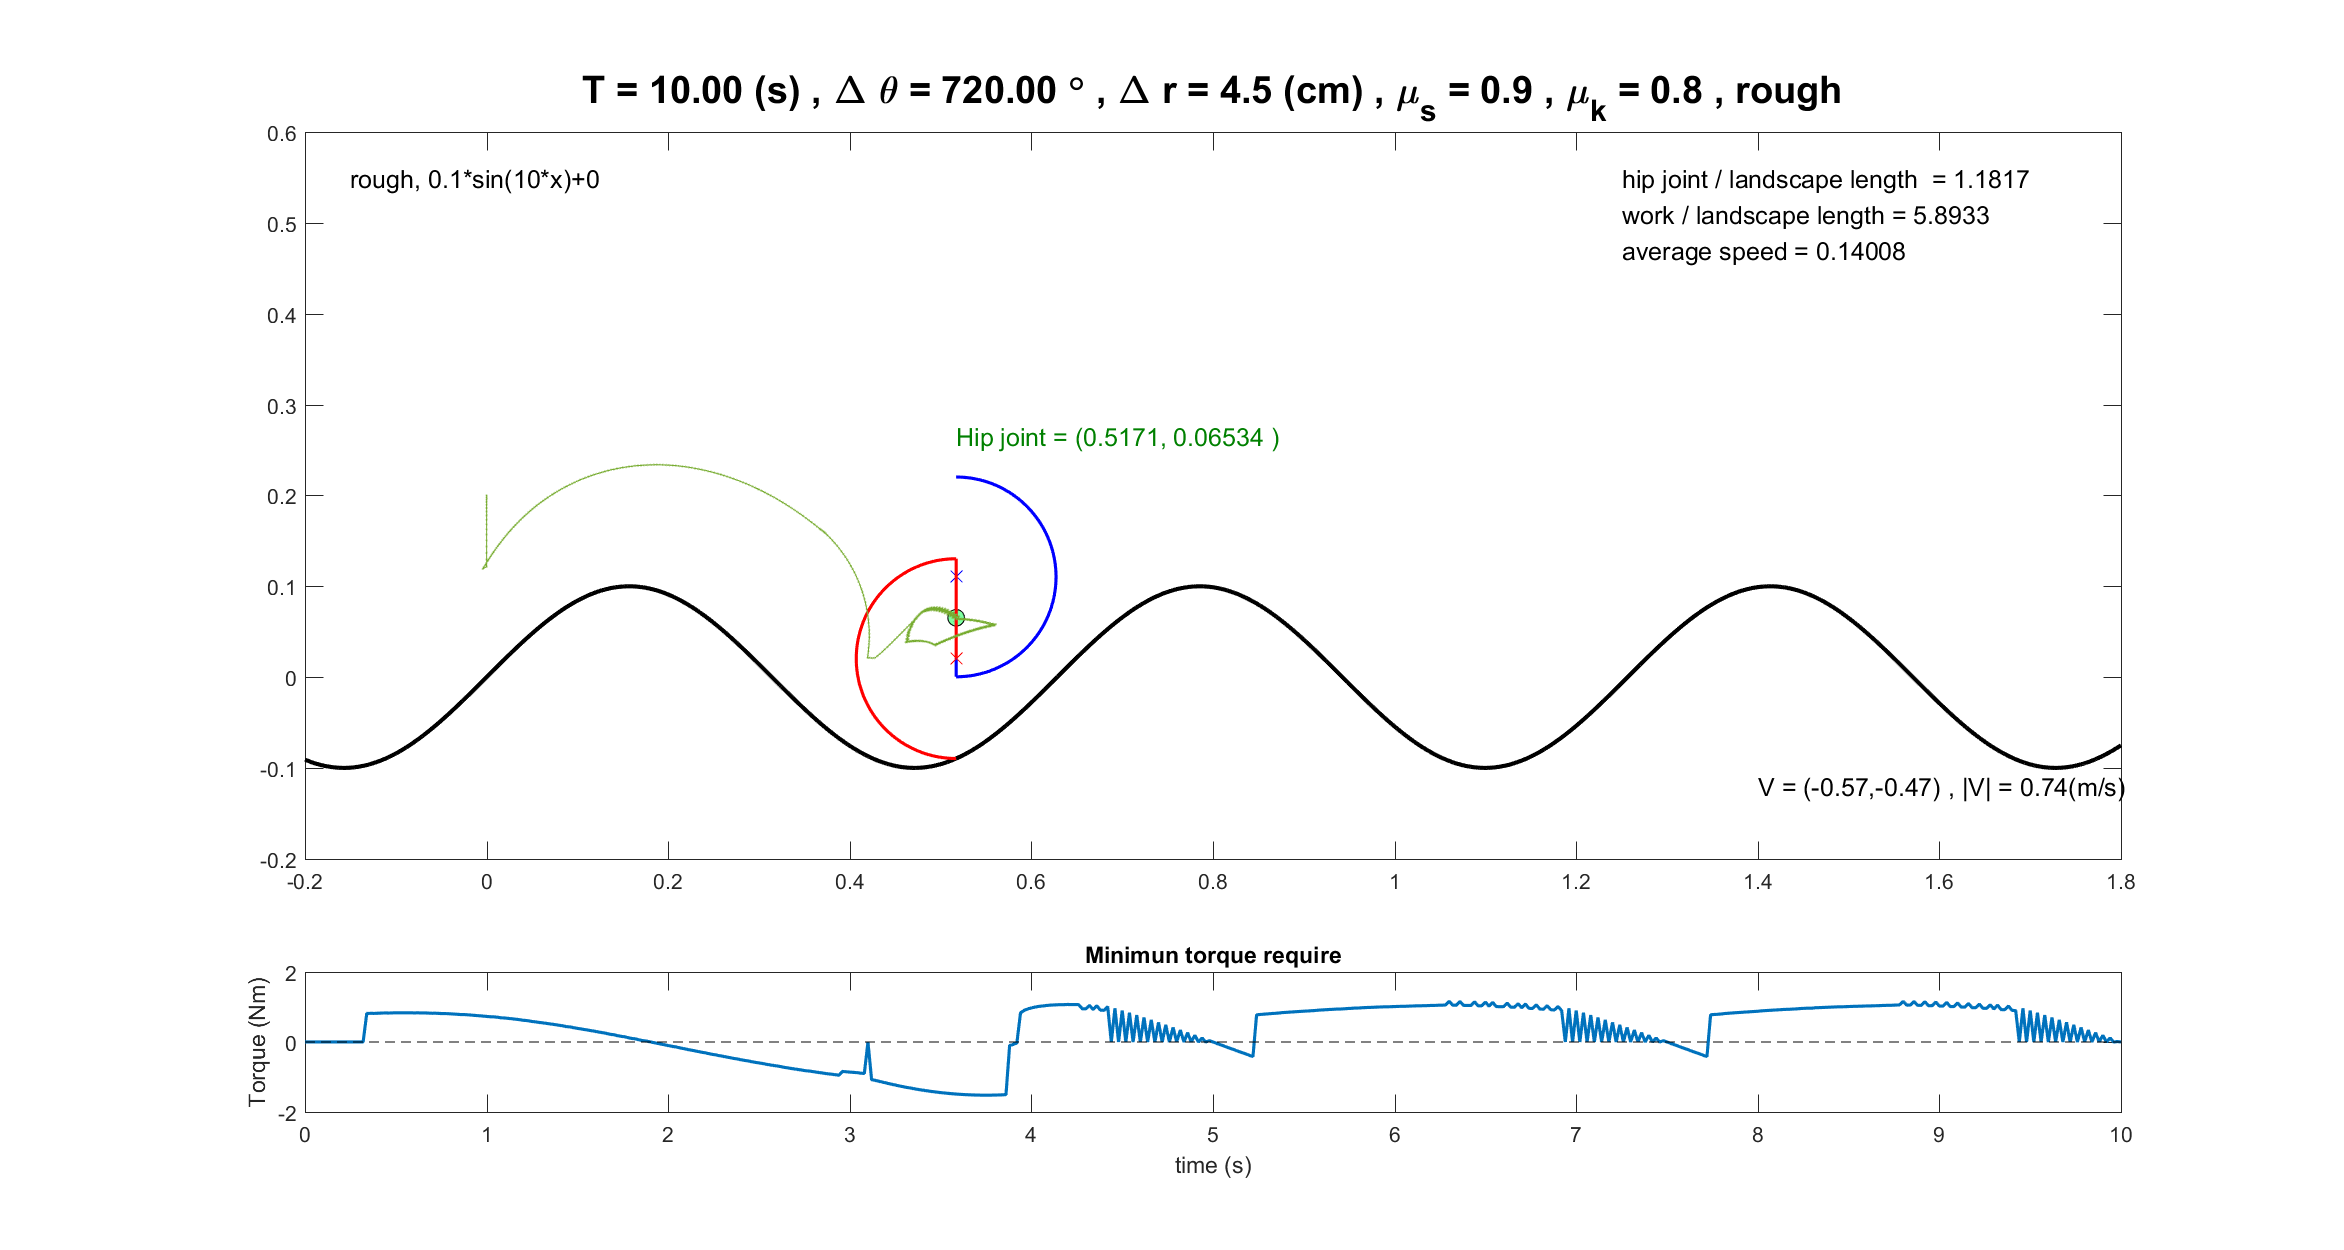 T = 10.00 (s) , Δ θ = 720.00 ° , Δ r = 4.5 (cm) , μs = 0.9 , μk = 0.8 , rough
0.6
0.5
0.4
0.3
0.2
0.1
0
-0.1
-0.2
rough, 0.1*sin(10*x)+0
hip joint / landscape length  = 1.1817
work / landscape length = 5.8933
average speed = 0.14008
Hip joint = (0.5171, 0.06534 )
V = (-0.57,-0.47) , |V| = 0.74(m/s)
-0.2 0 0.2 0.4 0.6 0.8 1 1.2 1.4 1.6 1.8
Minimun torque require
Torque (Nm)
2
0
-2
0 1 2 3 4 5 6 7 8 9 10
time (s)